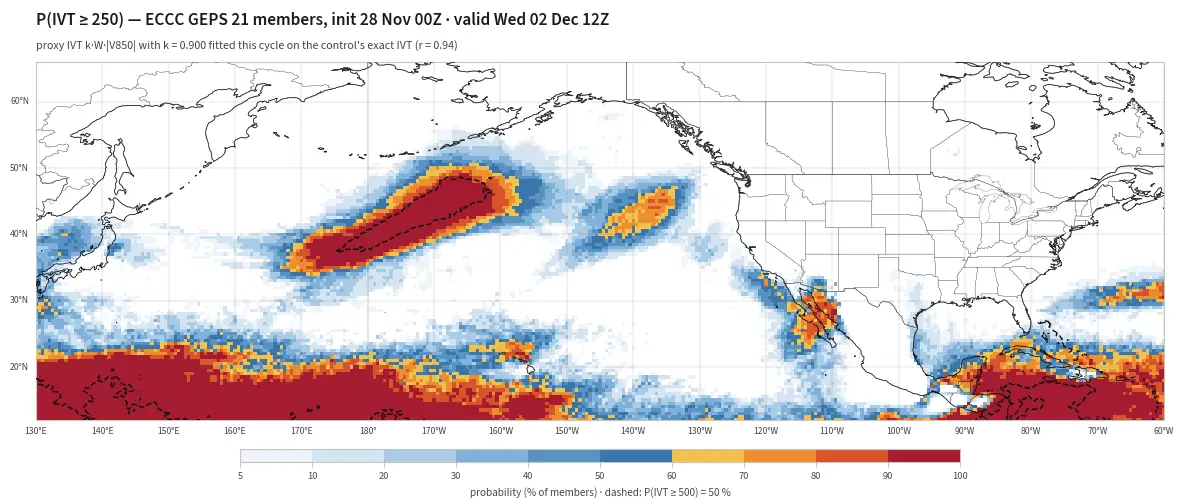 P(IVT ≥ 250) — ECCC GEPS 21 members, init 28 Nov 00Z · valid Wed 02 Dec 12Z
proxy IVT k·W·|V850| with k = 0.900 fitted this cycle on the control's exact IVT (r = 0.94)
60°N
50°N
40°N
30°N
20°N
130°E 140°E 150°E 160°E 170°E 180° 170°W 160°W 150°W 140°W 130°W 120°W 110°W 100°W 90°W 80°W 70°W 60°W
5 10 20 30 40 50 60 70 80 90 100
probability (% of members) · dashed: P(IVT ≥ 500) = 50 %